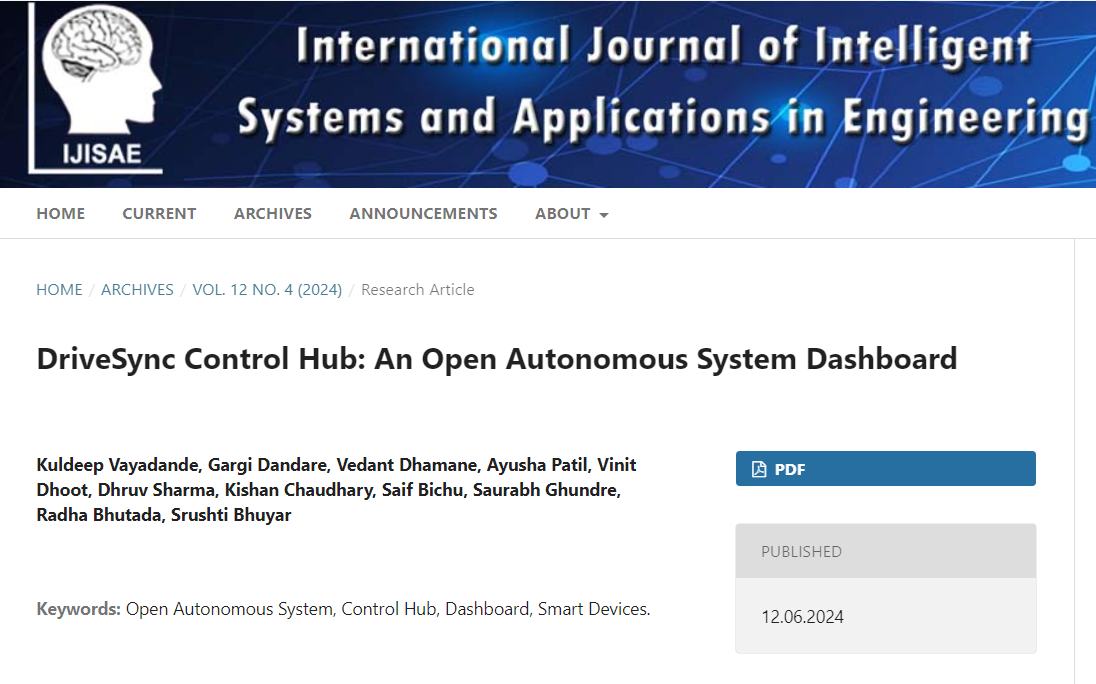 International Journal of Intelligent
Systems and Applications in Engineering
IJISAE
HOME CURRENT ARCHIVES ANNOUNCEMENTS ABOUT
HOME / ARCHIVES / VOL. 12 NO. 4 (2024) / Research Article
DriveSync Control Hub: An Open Autonomous System Dashboard
Kuldeep Vayadande, Gargi Dandare, Vedant Dhamane, Ayusha Patil, Vinit
Dhoot, Dhruv Sharma, Kishan Chaudhary, Saif Bichu, Saurabh Ghundre,
Radha Bhutada, Srushti Bhuyar
Keywords: Open Autonomous System, Control Hub, Dashboard, Smart Devices.
PDF
PUBLISHED
12.06.2024